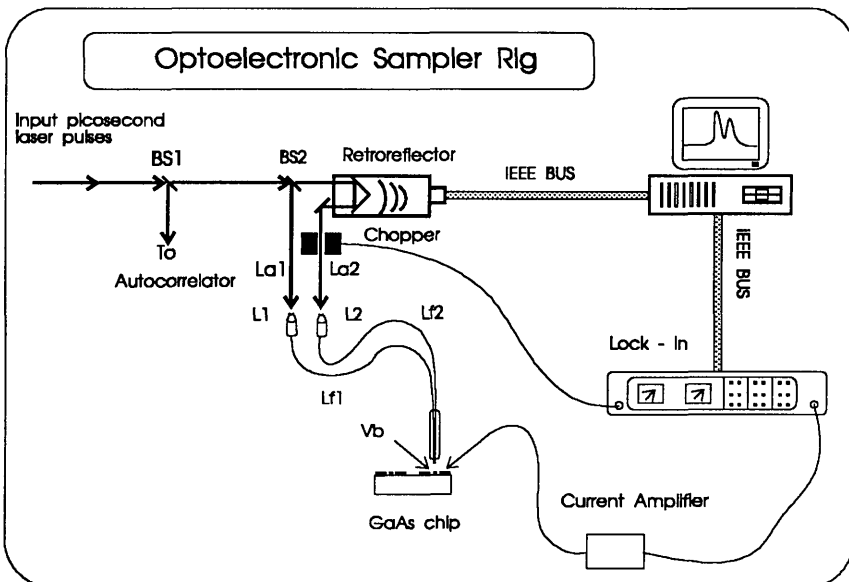 Optoelectronic Sampler Rig
Input picosecond
laser pulses
BS1
BS2
Retroreflector
IEEE BUS
IEEE BUS
To
Autocorrelator
Chopper
La1
La2
L1
L2
Lf2
Lf1
Lock - In
Vb
GaAs chip
Current Amplifier